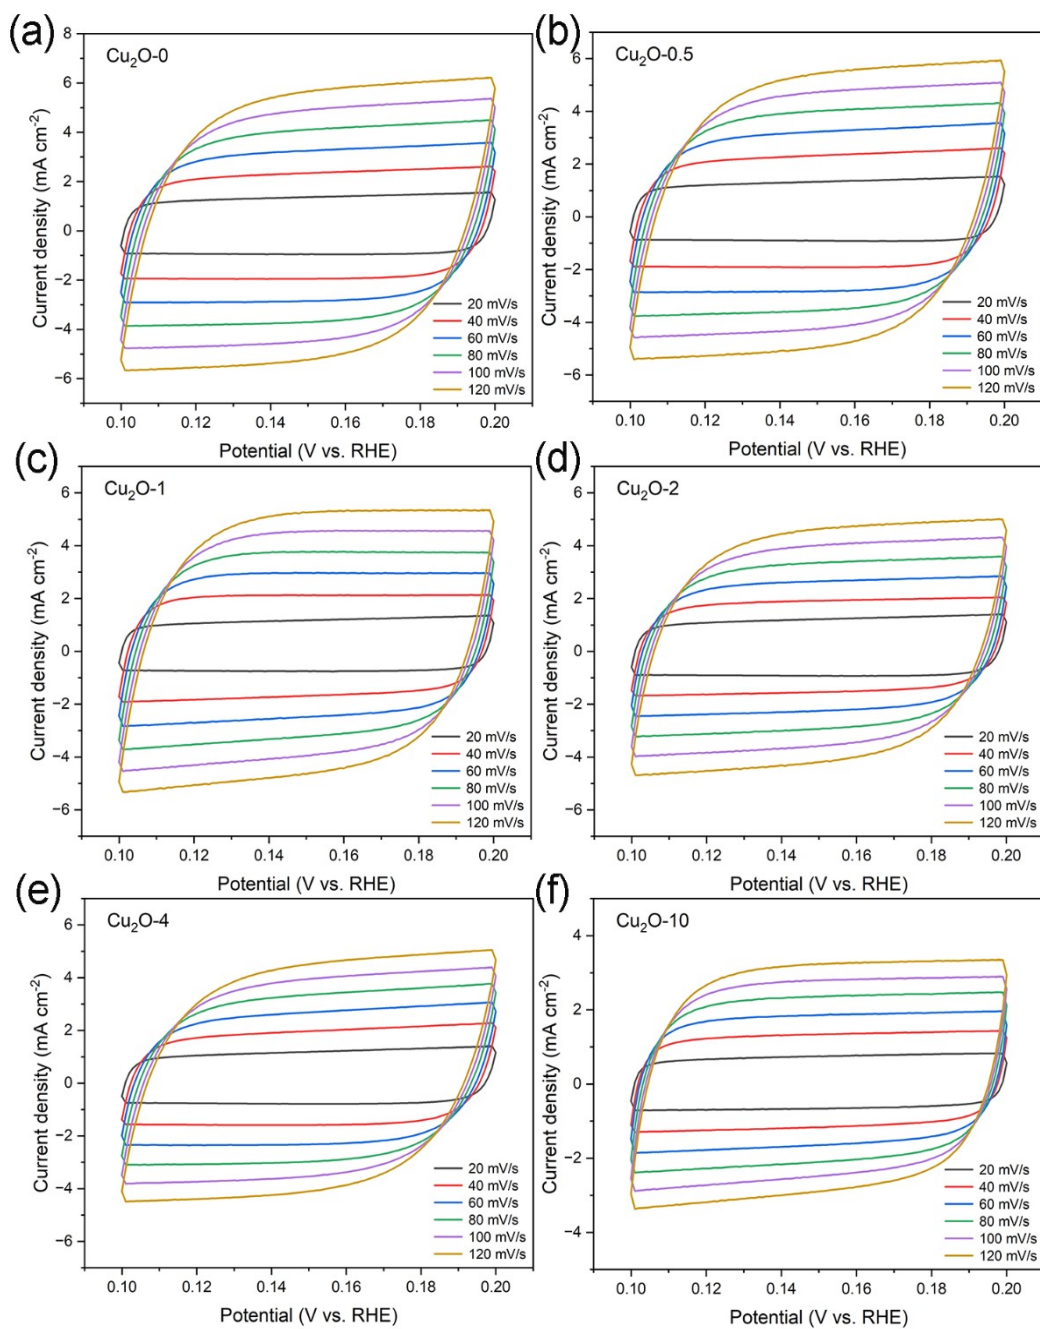 (a)
Cu₂O-0
8
6
4
2
0
−2
−4
−6
Current density (mA cm⁻²)
20 mV/s
40 mV/s
60 mV/s
80 mV/s
100 mV/s
120 mV/s
0.10 0.12 0.14 0.16 0.18 0.20
Potential (V vs. RHE)
(b)
Cu₂O-0.5
6
4
2
0
−2
−4
−6
Current density (mA cm⁻²)
20 mV/s
40 mV/s
60 mV/s
80 mV/s
100 mV/s
120 mV/s
0.10 0.12 0.14 0.16 0.18 0.20
Potential (V vs. RHE)
(c)
Cu₂O-1
6
4
2
0
−2
−4
−6
Current density (mA cm⁻²)
20 mV/s
40 mV/s
60 mV/s
80 mV/s
100 mV/s
120 mV/s
0.10 0.12 0.14 0.16 0.18 0.20
Potential (V vs. RHE)
(d)
Cu₂O-2
6
4
2
0
−2
−4
−6
Current density (mA cm⁻²)
20 mV/s
40 mV/s
60 mV/s
80 mV/s
100 mV/s
120 mV/s
0.10 0.12 0.14 0.16 0.18 0.20
Potential (V vs. RHE)
(e)
Cu₂O-4
6
4
2
0
−2
−4
−6
Current density (mA cm⁻²)
20 mV/s
40 mV/s
60 mV/s
80 mV/s
100 mV/s
120 mV/s
0.10 0.12 0.14 0.16 0.18 0.20
Potential (V vs. RHE)
(f)
Cu₂O-10
4
2
0
−2
−4
Current density (mA cm⁻²)
20 mV/s
40 mV/s
60 mV/s
80 mV/s
100 mV/s
120 mV/s
0.10 0.12 0.14 0.16 0.18 0.20
Potential (V vs. RHE)